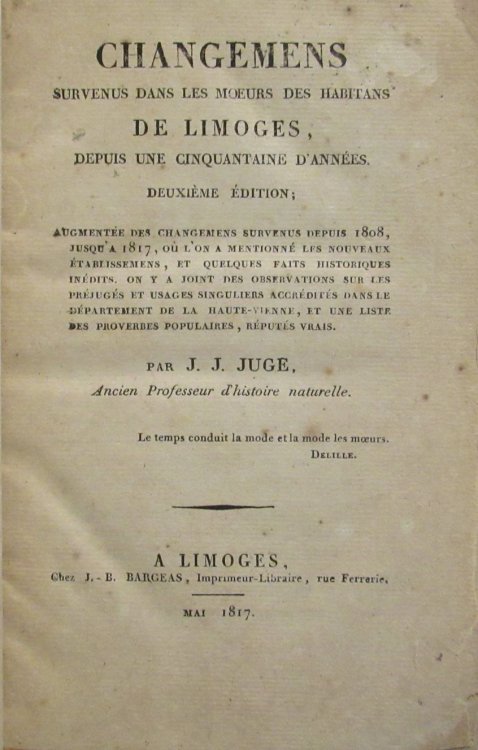 CHANGEMENS
SURVENUS DANS LES MŒURS DES HABITANS
DE LIMOGES,
DEPUIS UNE CINQUANTAINE D'ANNÉES.
DEUXIÈME ÉDITION;
AUGMENTÉE DES CHANGEMENS SURVENUS DEPUIS 1808,
JUSQU'A 1817, OÙ L'ON A MENTIONNÉ LES NOUVEAUX
ÉTABLISSEMENS, ET QUELQUES FAITS HISTORIQUES
INÉDITS. ON Y A JOINT DES OBSERVATIONS SUR LES
PRÉJUGÉS ET USAGES SINGULIERS ACCRÉDITÉS DANS LE
DÉPARTEMENT DE LA HAUTE-VIENNE, ET UNE LISTE
DES PROVERBES POPULAIRES, RÉPUTÉS VRAIS.
PAR J. J. JUGE,
Ancien Professeur d'histoire naturelle.
Le temps conduit la mode et la mode les mœurs.
DELILLE.
A LIMOGES,
Chez J.-B. BARGEAS, Imprimeur-Libraire, rue Ferrerie,
MAI 1817.